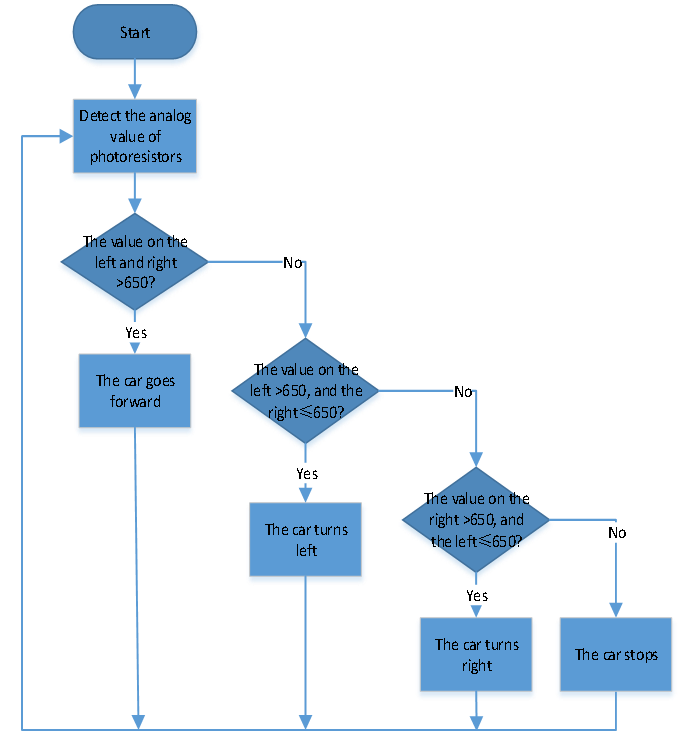 Start
Detect the analog
value of
photoresistors
The value on the
left and right
>650?
No
Yes
The car goes
forward
The value on the
left >650, and the
right≤650?
No
Yes
The car turns
left
The value on the
right >650, and
the left≤650?
No
Yes
The car turns
right
The car stops